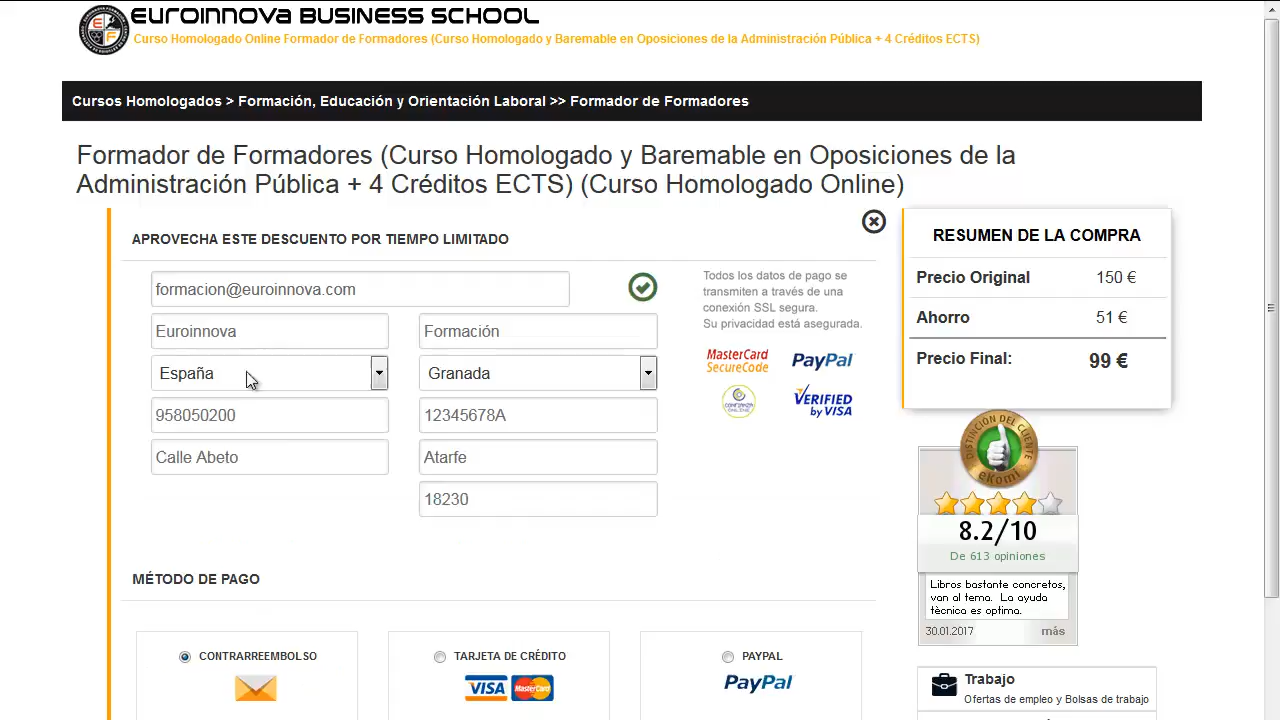 EUROINNOVA BUSINESS SCHOOL
Curso Homologado Online Formador de Formadores (Curso Homologado y Baremable en Oposiciones de la Administración Pública + 4 Créditos ECTS)
Cursos Homologados > Formación, Educación y Orientación Laboral >> Formador de Formadores
Formador de Formadores (Curso Homologado y Baremable en Oposiciones de la
Administración Pública + 4 Créditos ECTS) (Curso Homologado Online)
APROVECHA ESTE DESCUENTO POR TIEMPO LIMITADO
formacion@euroinnova.com
Euroinnova
Formación
España
Granada
958050200
12345678A
Calle Abeto
Atarfe
18230
Todos los datos de pago se
transmiten a través de una
conexión SSL segura.
Su privacidad está asegurada.
MasterCard
SecureCode
PayPal
CONFIANZA
ONLINE
VERIFIED
by VISA
MÉTODO DE PAGO
CONTRARREEMBOLSO
TARJETA DE CRÉDITO
VISA
MasterCard
PAYPAL
PayPal
RESUMEN DE LA COMPRA
Precio Original 150 €
Ahorro 51 €
Precio Final: 99 €
DISTINCIÓN DEL CLIENTE
eKomi
8.2/10
De 613 opiniones
Libros bastante concretos,
van al tema. La ayuda
tècnica es optima.
30.01.2017 más
Trabajo
Ofertas de empleo y Bolsas de trabajo